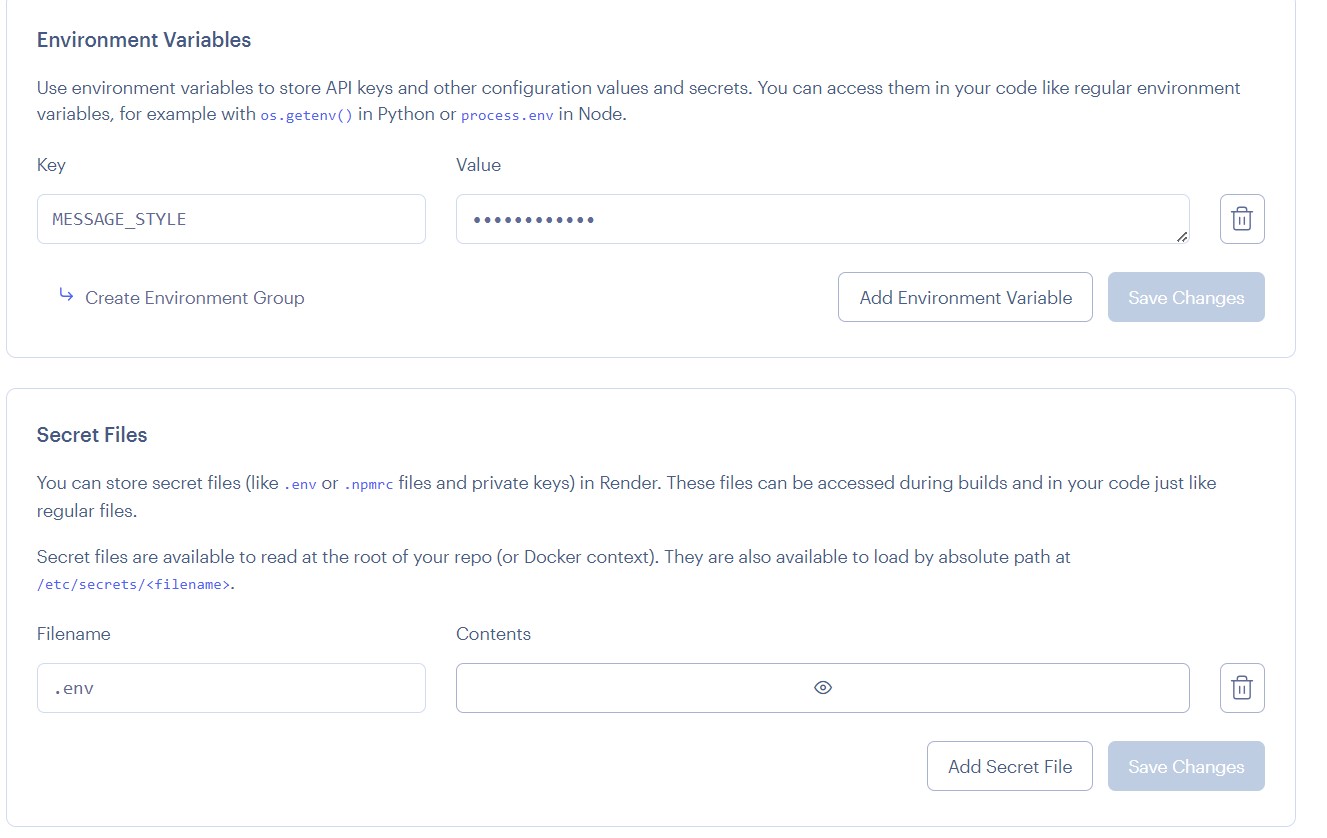 Environment Variables
Use environment variables to store API keys and other configuration values and secrets. You can access them in your code like regular environment
variables, for example with os.getenv() in Python or process.env in Node.
Key Value
MESSAGE_STYLE ••••••••••••
Create Environment Group Add Environment Variable Save Changes
Secret Files
You can store secret files (like .env or .npmrc files and private keys) in Render. These files can be accessed during builds and in your code just like
regular files.
Secret files are available to read at the root of your repo (or Docker context). They are also available to load by absolute path at
/etc/secrets/<filename>.
Filename Contents
.env
Add Secret File Save Changes